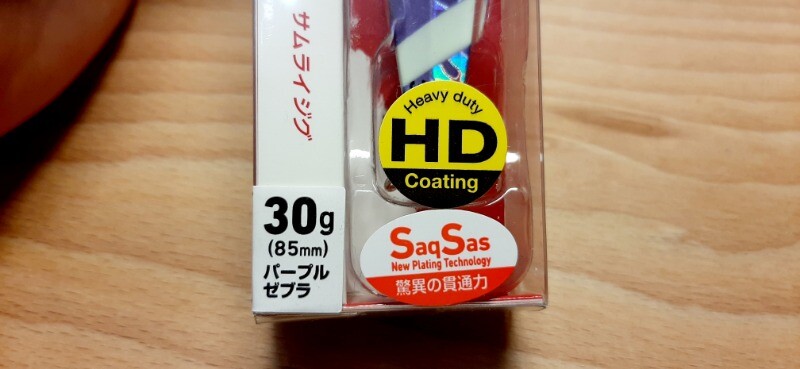 サムライジグ
Heavy duty
HD
Coating
30g
(85mm)
パープル
ゼブラ
SaqSas
New Plating Technology
驚異の貫通力